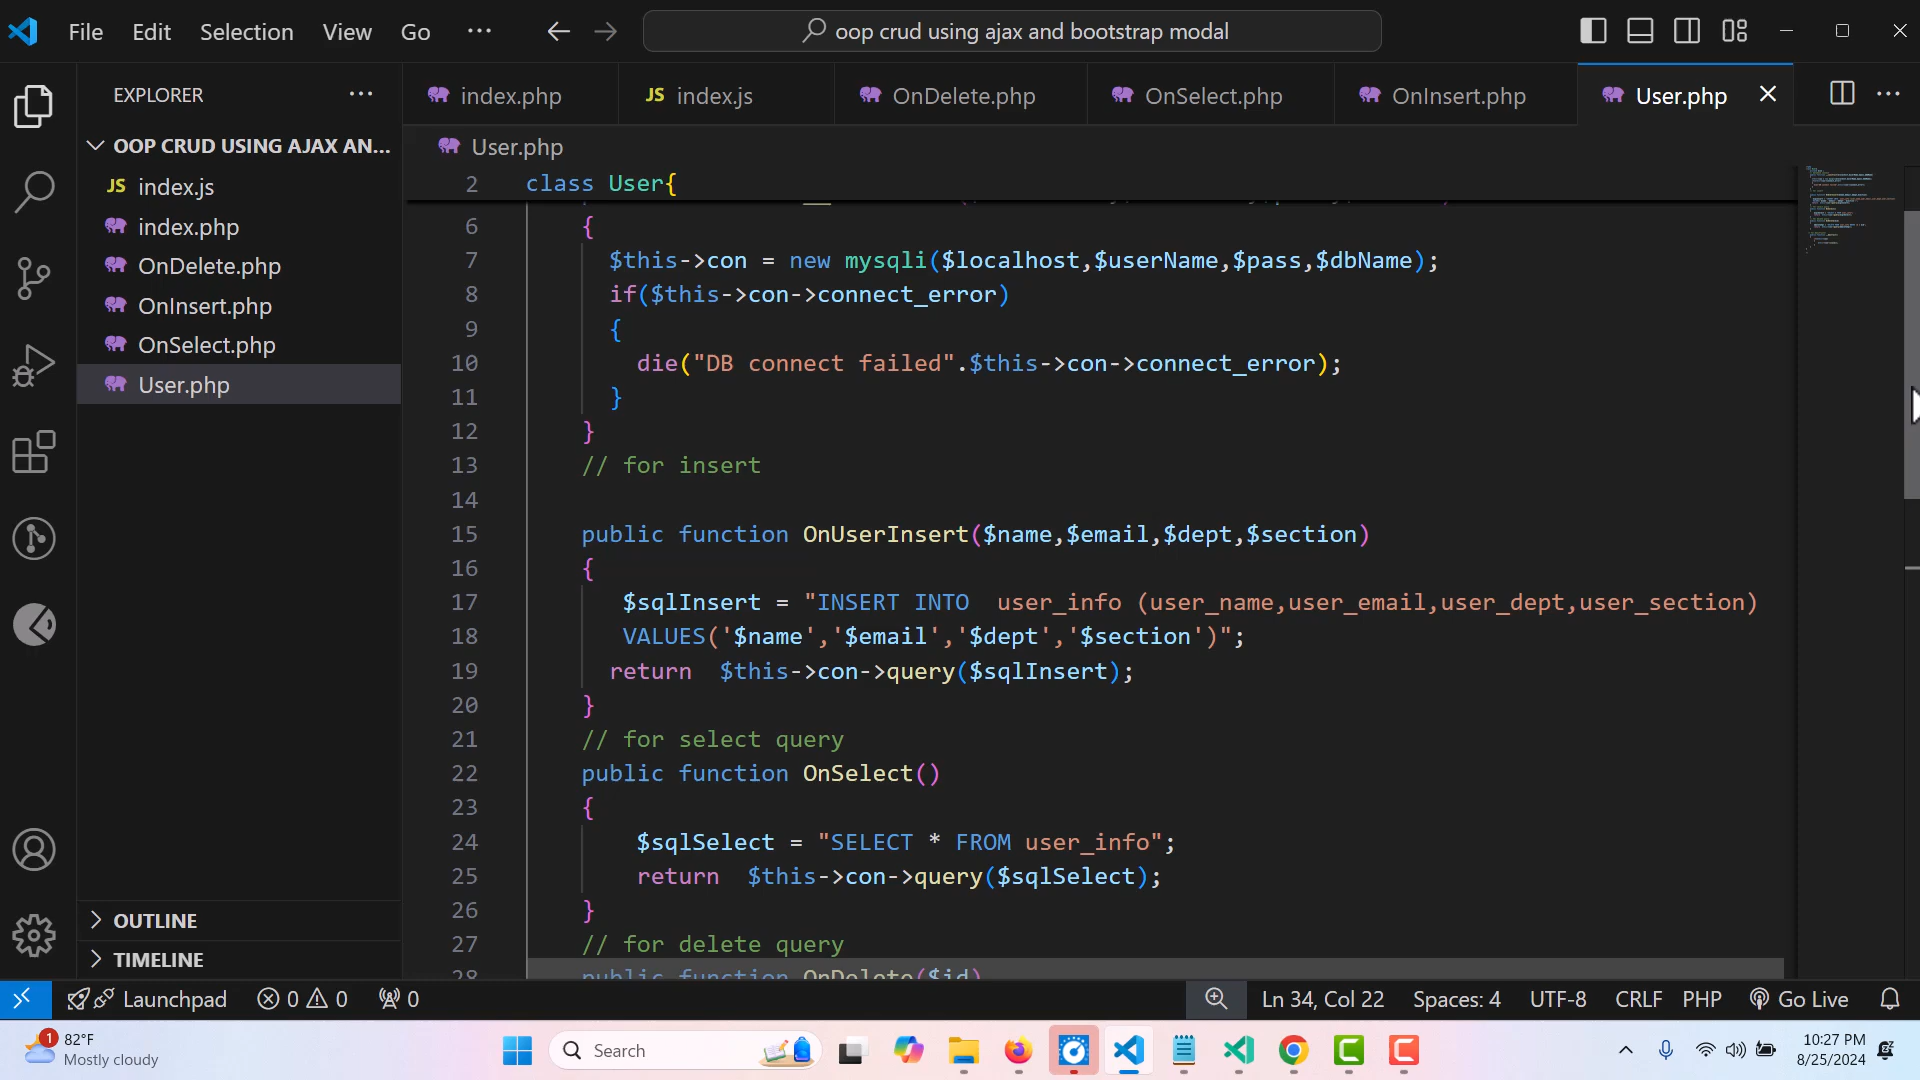 File Edit Selection View Go ··· oop crud using ajax and bootstrap modal
EXPLORER ···
OOP CRUD USING AJAX AN...
JS index.js
index.php
OnDelete.php
OnInsert.php
OnSelect.php
User.php
OUTLINE
TIMELINE
index.php JS index.js OnDelete.php OnSelect.php OnInsert.php User.php ···
User.php
2 class User{
6 {
7 $this->con = new mysqli($localhost,$userName,$pass,$dbName);
8 if($this->con->connect_error)
9 {
10 die("DB connect failed".$this->con->connect_error);
11 }
12 }
13 // for insert
14
15 public function OnUserInsert($name,$email,$dept,$section)
16 {
17 $sqlInsert = "INSERT INTO  user_info (user_name,user_email,user_dept,user_section)
18 VALUES('$name','$email','$dept','$section')";
19 return  $this->con->query($sqlInsert);
20 }
21 // for select query
22 public function OnSelect()
23 {
24 $sqlSelect = "SELECT * FROM user_info";
25 return  $this->con->query($sqlSelect);
26 }
27 // for delete query
28 public function OnDelete($id)
Launchpad 0 0 0 Ln 34, Col 22 Spaces: 4 UTF-8 CRLF PHP Go Live
1 82°F
Mostly cloudy
Search
10:27 PM
8/25/2024